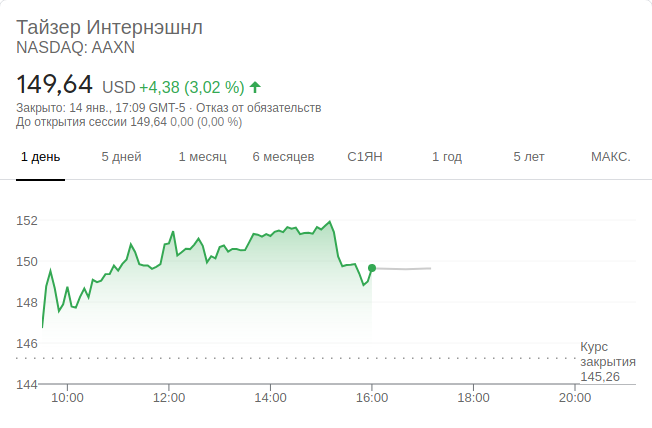 Тайзер Интернэшнл
NASDAQ: AAXN
149,64 USD +4,38 (3,02 %)
Закрыто: 14 янв., 17:09 GMT-5 · Отказ от обязательств
До открытия сессии 149,64 0,00 (0,00 %)
1 день 5 дней 1 месяц 6 месяцев С1ЯН 1 год 5 лет МАКС.
152
150
148
146
Курс
закрытия
145,26
144
10:00 12:00 14:00 16:00 18:00 20:00